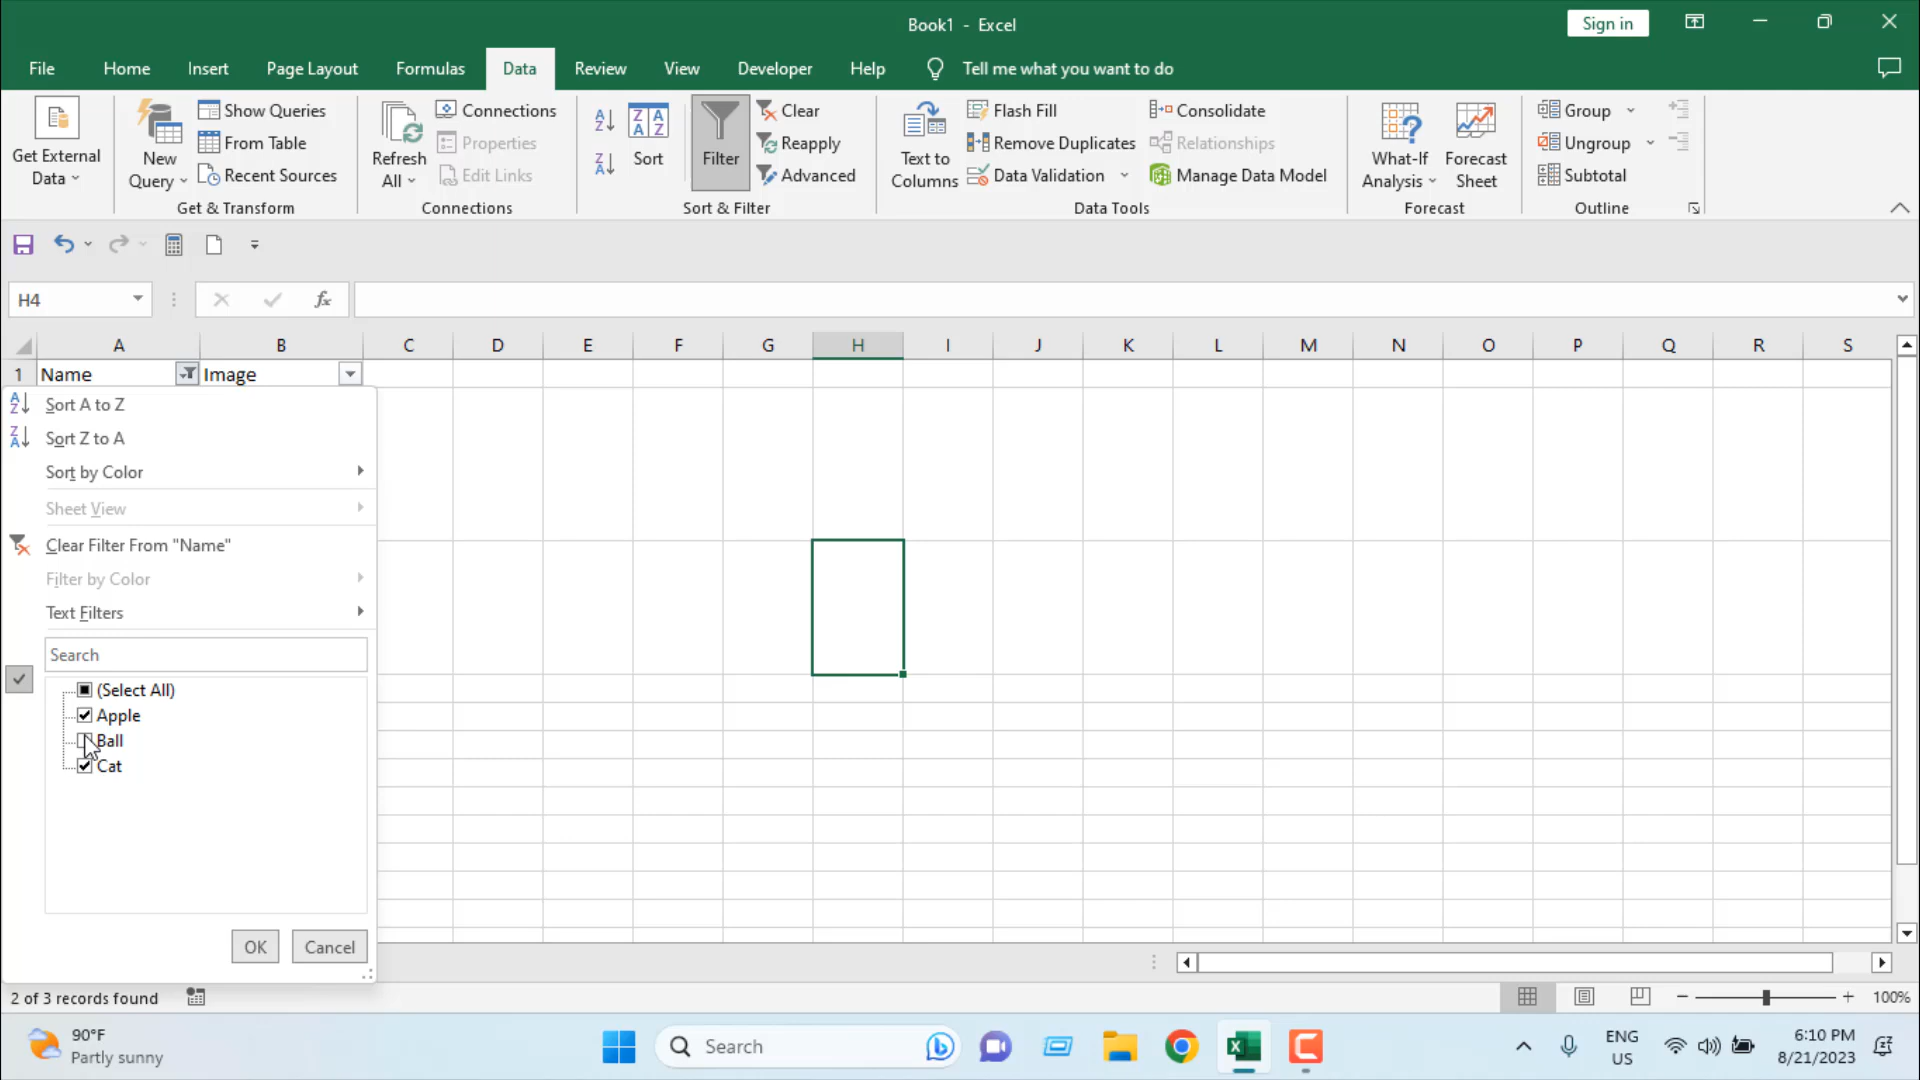 Book1 - Excel
Sign in
File Home Insert Page Layout Formulas Data Review View Developer Help Tell me what you want to do
Get External Data
New Query
Show Queries
From Table
Recent Sources
Get & Transform
Refresh All
Connections
Properties
Edit Links
Connections
Sort
Filter
Clear
Reapply
Advanced
Sort & Filter
Text to Columns
Flash Fill
Remove Duplicates
Data Validation
Consolidate
Relationships
Manage Data Model
Data Tools
What-If Analysis
Forecast Sheet
Forecast
Group
Ungroup
Subtotal
Outline
H4
fx
A B C D E F G H I J K L M N O P Q R S
1 Name Image
Sort A to Z
Sort Z to A
Sort by Color
Sheet View
Clear Filter From "Name"
Filter by Color
Text Filters
Search
(Select All)
Apple
Ball
Cat
OK Cancel
2 of 3 records found
100%
90°F
Partly sunny
Search
ENG
US
6:10 PM
8/21/2023